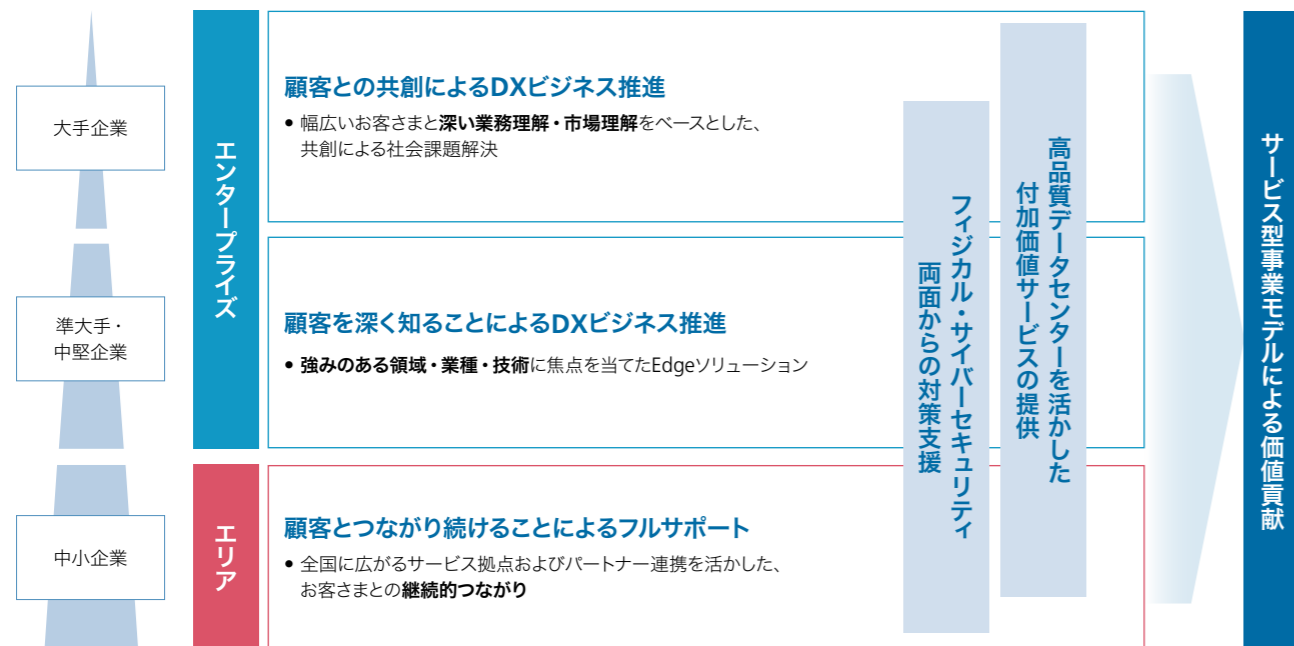 大手企業
準大手・
中堅企業
中小企業
エンタープライズ
エリア
顧客との共創によるDXビジネス推進
• 幅広いお客さまと深い業務理解・市場理解をベースとした、
共創による社会課題解決
顧客を深く知ることによるDXビジネス推進
• 強みのある領域・業種・技術に焦点を当てたEdgeソリューション
顧客とつながり続けることによるフルサポート
• 全国に広がるサービス拠点およびパートナー連携を活かした、
お客さまとの継続的つながり
フィジカル・サイバーセキュリティ
両面からの対策支援
高品質データセンターを活かした
付加価値サービスの提供
サービス型事業モデルによる価値貢献